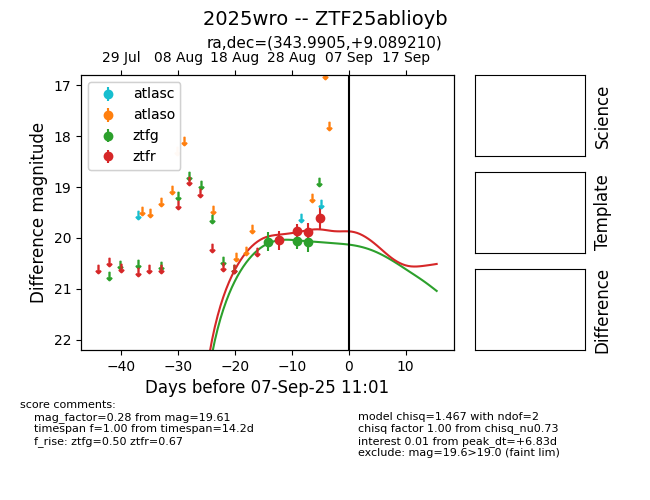 2025wro -- ZTF25ablioyb
ra,dec=(343.9905,+9.089210)
29 Jul 08 Aug 18 Aug 28 Aug 07 Sep 17 Sep
atlasc
atlaso
ztfg
ztfr
17
18
19
20
21
22
Difference magnitude
−40 −30 −20 −10 0 10
Days before 07-Sep-25 11:01
Science
Template
Difference
score comments:
mag_factor=0.28 from mag=19.61
timespan f=1.00 from timespan=14.2d
f_rise: ztfg=0.50 ztfr=0.67
model chisq=1.467 with ndof=2
chisq factor 1.00 from chisq_nu0.73
interest 0.01 from peak_dt=+6.83d
exclude: mag=19.6>19.0 (faint lim)